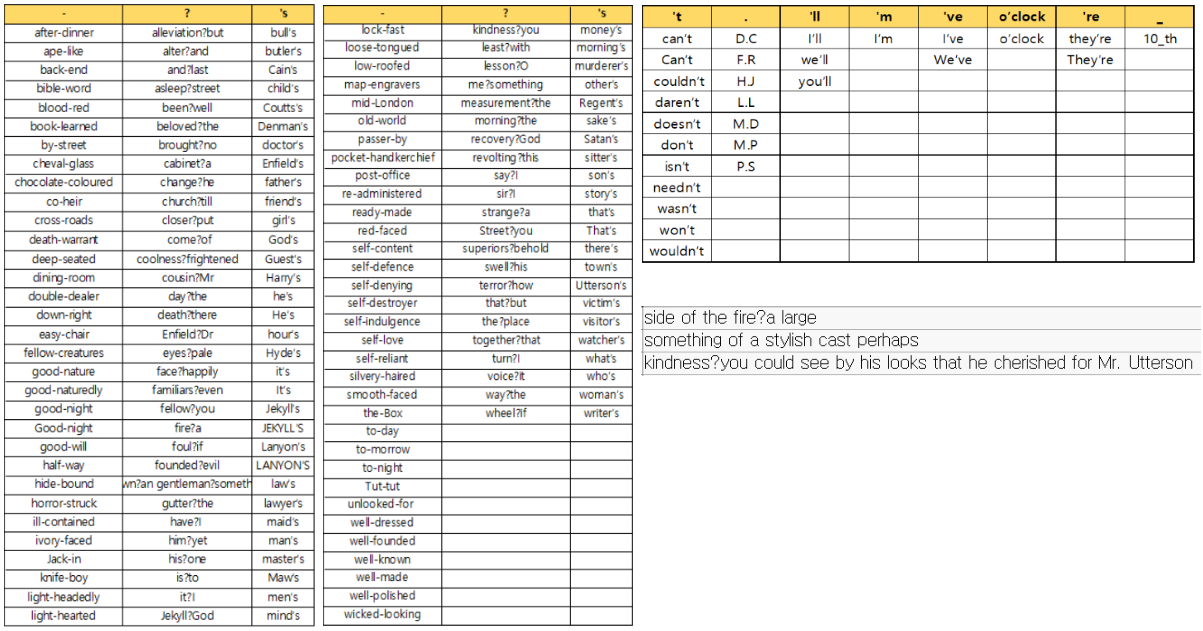 - ? 's
after-dinner alleviation?but bull's
ape-like alter?and butler's
back-end and?last Cain's
bible-word asleep?street child's
blood-red been?well Coutts's
book-learned beloved?the Denman's
by-street brought?no doctor's
cheval-glass cabinet?a Enfield's
chocolate-coloured change?he father's
co-heir church?till friend's
cross-roads closer?put girl's
death-warrant come?of God's
deep-seated coolness?frightened Guest's
dining-room cousin?Mr Harry's
double-dealer day?the he's
down-right death?there He's
easy-chair Enfield?Dr hour's
fellow-creatures eyes?pale Hyde's
good-nature face?happily it's
good-naturedly familiars?even It's
good-night fellow?you Jekyll's
Good-night fire?a JEKYLL'S
good-will foul?if Lanyon's
half-way founded?evil LANYON'S
hide-bound wn?an gentleman?someth law's
horror-struck gutter?the lawyer's
ill-contained have?I maid's
ivory-faced him?yet man's
Jack-in his?one master's
knife-boy is?to Maw's
light-headedly it?I men's
light-hearted Jekyll?God mind's
- ? 's
lock-fast kindness?you money's
loose-tongued least?with morning's
low-roofed lesson?O murderer's
map-engravers me?something other's
mid-London measurement?the Regent's
old-world morning?the sake's
passer-by recovery?God Satan's
pocket-handkerchief revolting?this sitter's
post-office say?I son's
re-administered sir?I story's
ready-made strange?a that's
red-faced Street?you That's
self-content superiors?behold there's
self-defence swell?his town's
self-denying terror?how Utterson's
self-destroyer that?but victim's
self-indulgence the?place visitor's
self-love together?that watcher's
self-reliant turn?I what's
silvery-haired voice?it who's
smooth-faced way?the woman's
the-Box wheel?if writer's
to-day
to-morrow
to-night
Tut-tut
unlooked-for
well-dressed
well-founded
well-known
well-made
well-polished
wicked-looking
't . 'll 'm 've o'clock 're _
can't D.C I'll I'm I've o'clock they're 10_th
Can't F.R we'll We've They're
couldn't H.J you'll
daren't L.L
doesn't M.D
don't M.P
isn't P.S
needn't
wasn't
won't
wouldn't
side of the fire?a large
something of a stylish cast perhaps
kindness?you could see by his looks that he cherished for Mr. Utterson